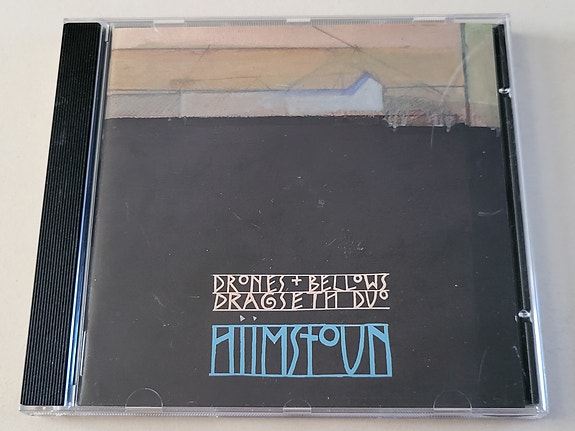 DRONES + BELLOWS
DRAGSETH DUO
HIIMSTOUN